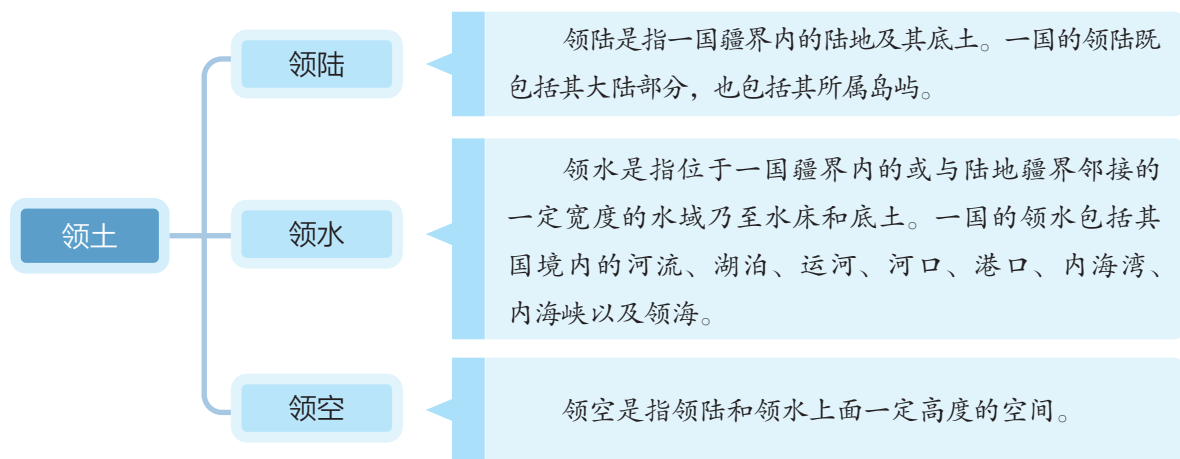 领土
领陆
领陆是指一国疆界内的陆地及其底土。一国的领陆既
包括其大陆部分，也包括其所属岛屿。
领水
领水是指位于一国疆界内的或与陆地疆界邻接的
一定宽度的水域乃至水床和底土。一国的领水包括其
国境内的河流、湖泊、运河、河口、港口、内海湾、
内海峡以及领海。
领空
领空是指领陆和领水上面一定高度的空间。